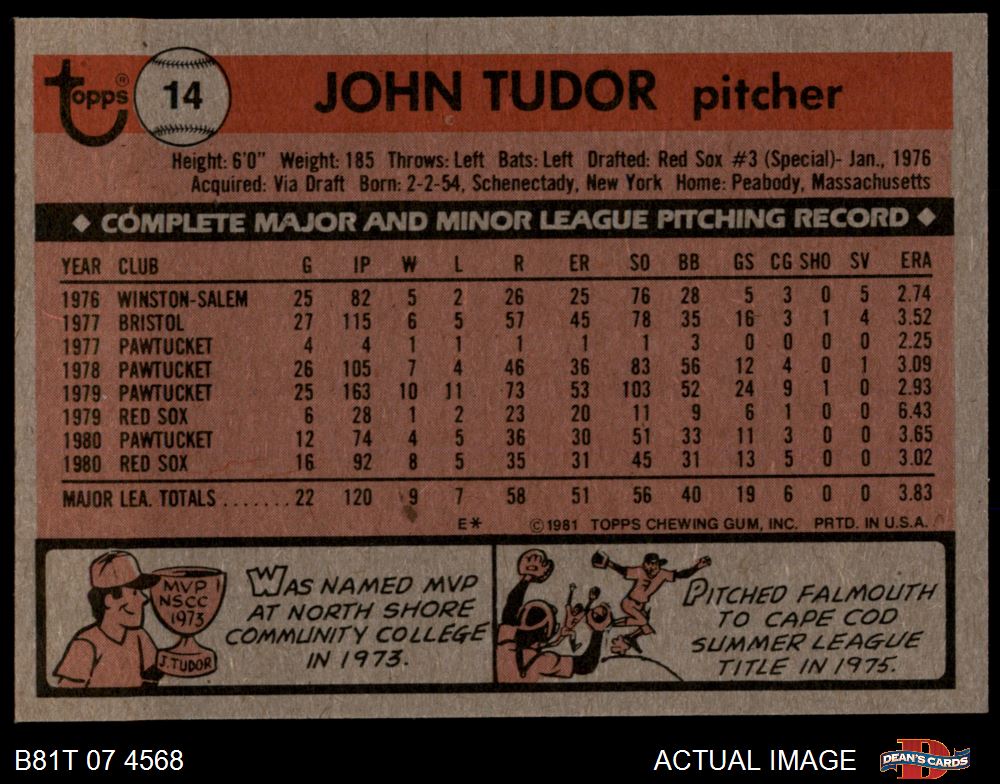 Topps ® 14 JOHN TUDOR pitcher
Height: 6'0" Weight: 185 Throws: Left Bats: Left Drafted: Red Sox #3 (Special)- Jan., 1976
Acquired: Via Draft Born: 2-2-54, Schenectady, New York Home: Peabody, Massachusetts
◆ COMPLETE MAJOR AND MINOR LEAGUE PITCHING RECORD ◆
YEAR CLUB G IP W L R ER SO BB GS CG SHO SV ERA
1976 WINSTON-SALEM 25 82 5 2 26 25 76 28 5 3 0 5 2.74
1977 BRISTOL 27 115 6 5 57 45 78 35 16 3 1 4 3.52
1977 PAWTUCKET 4 4 1 1 1 1 1 3 0 0 0 0 2.25
1978 PAWTUCKET 26 105 7 4 46 36 83 56 12 4 0 1 3.09
1979 PAWTUCKET 25 163 10 11 73 53 103 52 24 9 1 0 2.93
1979 RED SOX 6 28 1 2 23 20 11 9 6 1 0 0 6.43
1980 PAWTUCKET 12 74 4 5 36 30 51 33 11 3 0 0 3.65
1980 RED SOX 16 92 8 5 35 31 45 31 13 5 0 0 3.02
MAJOR LEA. TOTALS .......22 120 9 7 58 51 56 40 19 6 0 0 3.83
E* ©1981 TOPPS CHEWING GUM, INC. PRTD. IN U.S.A.
MVP
NSCC
1973
J. TUDOR
WAS NAMED MVP
AT NORTH SHORE
COMMUNITY COLLEGE
IN 1973.
PITCHED FALMOUTH
TO CAPE COD
SUMMER LEAGUE
TITLE IN 1975.
B81T 07 4568 ACTUAL IMAGE D DEAN'S CARDS